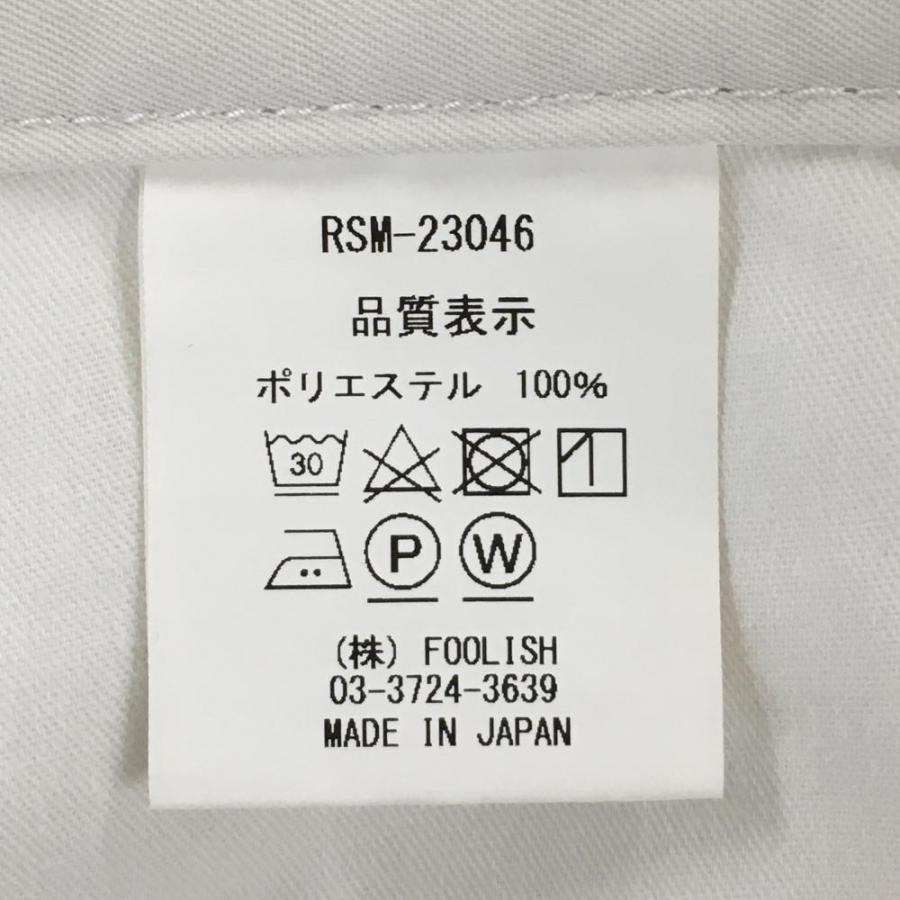 RSM-23046
品質表示
ポリエステル 100%
30
P W
(株) FOOLISH
03-3724-3639
MADE IN JAPAN